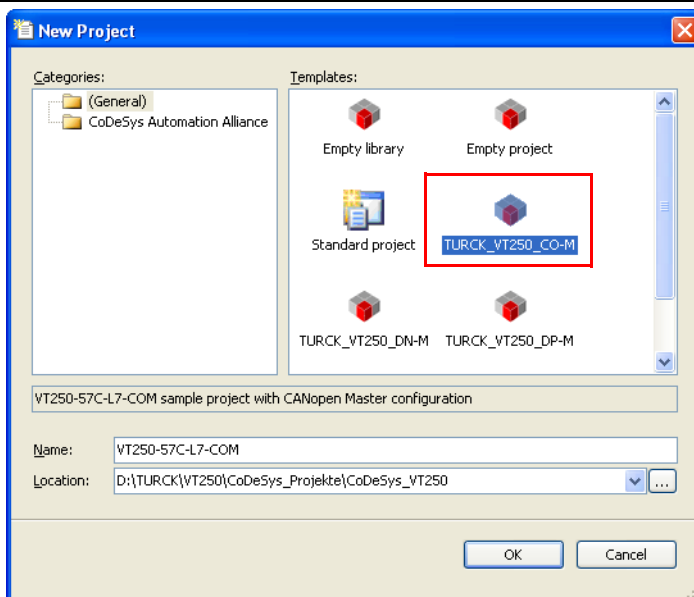 New Project
Categories:
Templates:
(General)
CoDeSys Automation Alliance
Empty library
Empty project
Standard project
TURCK_VT250_CO-M
TURCK_VT250_DN-M
TURCK_VT250_DP-M
VT250-57C-L7-COM sample project with CANopen Master configuration
Name:
VT250-57C-L7-COM
Location:
D:\TURCK\VT250\CoDeSys_Projekte\CoDeSys_VT250
...
OK
Cancel